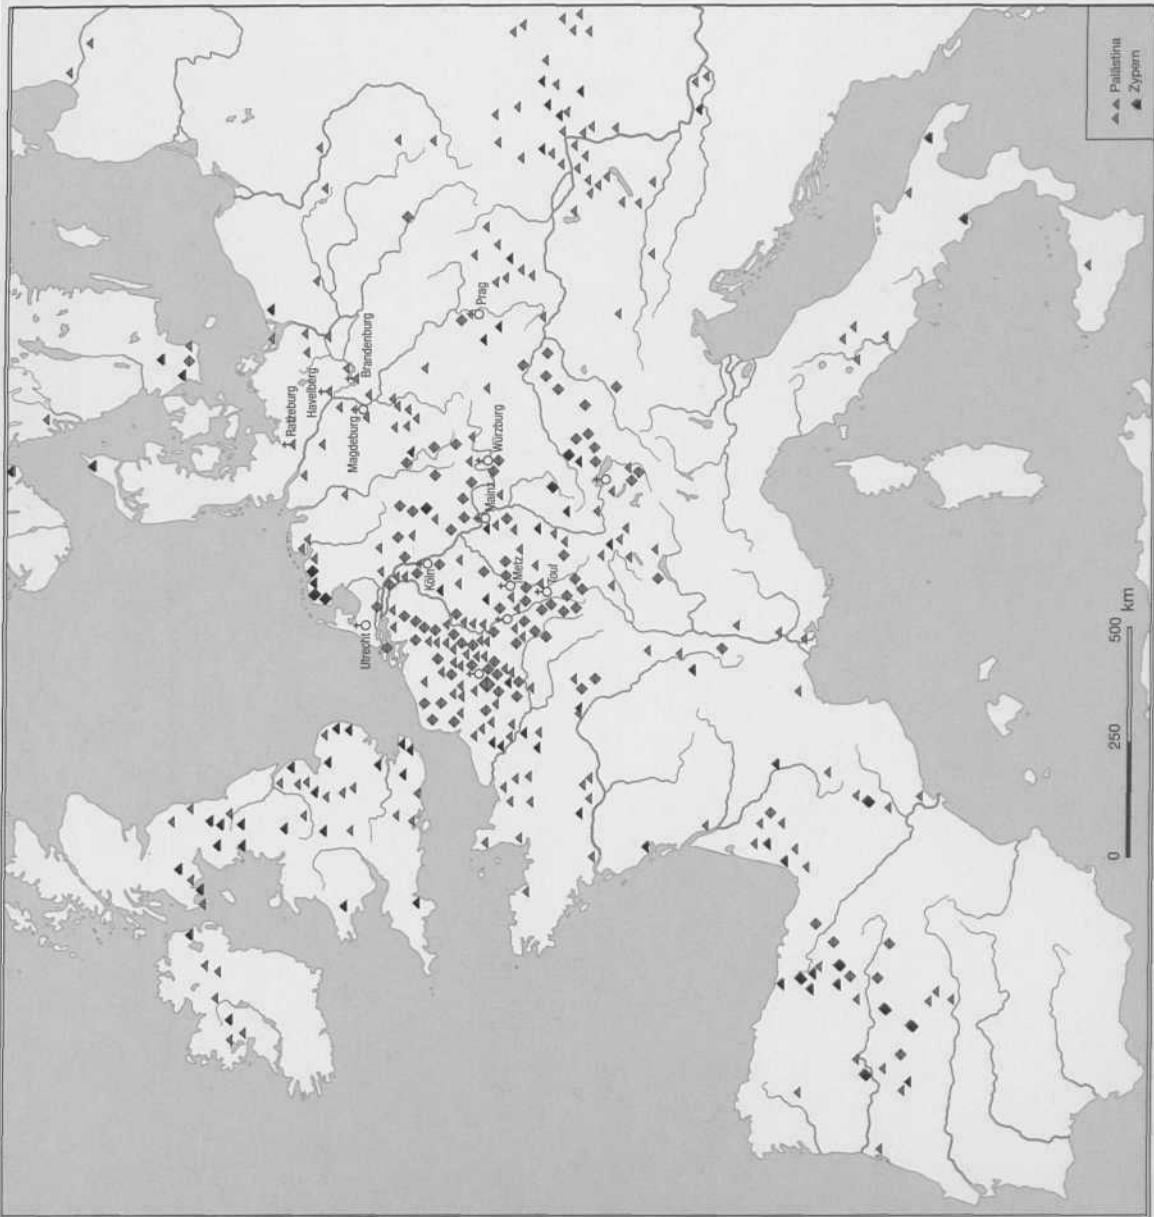 Ratzeburg
Havelberg
Brandenburg
Magdeburg
Utrecht
Köln
Prag
Würzburg
Mainz
Metz
Toul
0 250 500 km
Palästina
Zypern